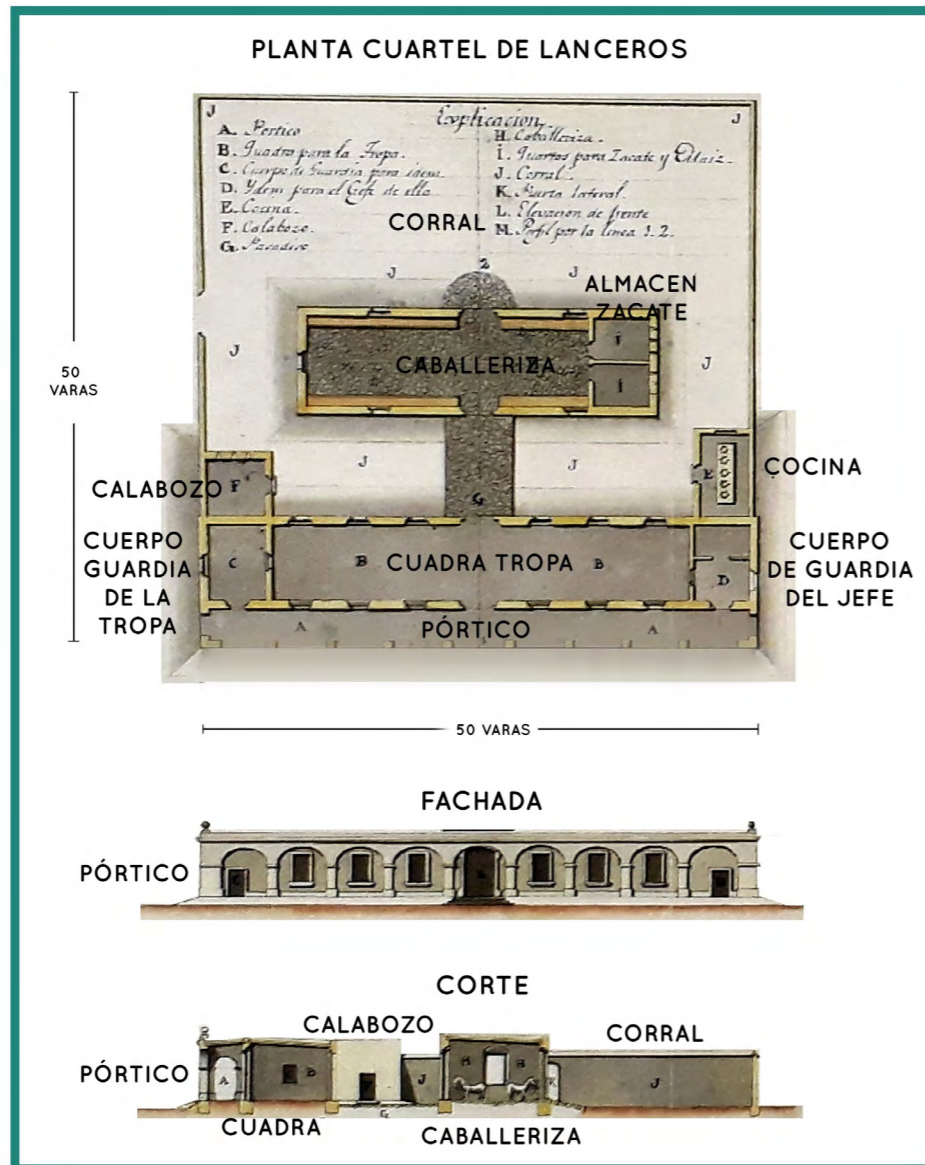 PLANTA CUARTEL DE LANCEROS
J
J
Explicacion
A. Portico
B. Quadra para la Tropa.
C. Cuerpo de Guardia para idem
D. Ydem para el Gefe de ella
E. Cocina.
F. Calabozo.
G.
H. Caballeriza.
I. Quartos para Zacate y Maiz.
J. Corral.
K. Puerta lateral.
L. Elevacion de frente
M. Perfil por la linea 1.2.
CORRAL
2
J
J
ALMACEN
ZACATE
J
J
I
CABALLERIZA
I
50
VARAS
J
J
CALABOZO
F
E
COCINA
G
CUERPO
GUARDIA
DE LA
TROPA
C
B
CUADRA TROPA
B
D
CUERPO
DE GUARDIA
DEL JEFE
A
PÓRTICO
A
50 VARAS
FACHADA
PÓRTICO
CORTE
CALABOZO
CORRAL
PÓRTICO
A
B
F
J
H
H
K
J
G
CUADRA
CABALLERIZA